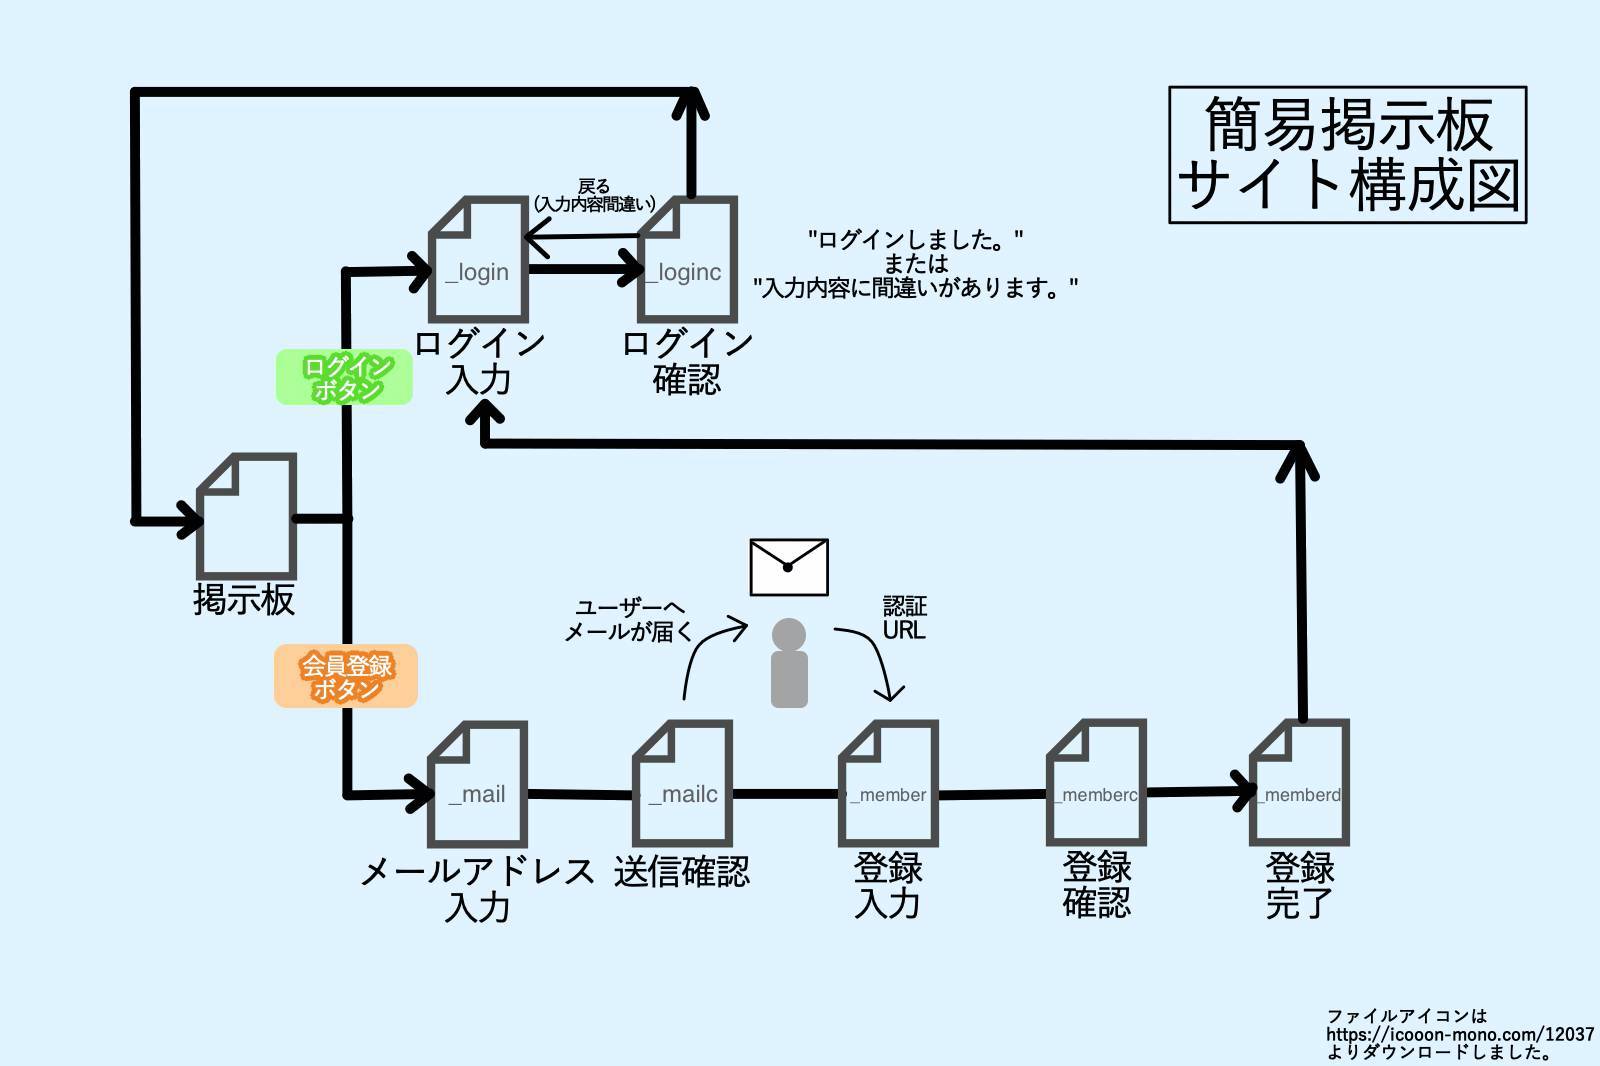 簡易掲示板
サイト構成図
戻る
(入力内容間違い)
_login
_loginc
"ログインしました。"
または
"入力内容に間違いがあります。"
ログイン
入力
ログイン
確認
ログイン
ボタン
掲示板
会員登録
ボタン
ユーザーへ
メールが届く
認証
URL
_mail
_mailc
_member
_memberc
_memberd
メールアドレス
入力
送信確認
登録
入力
登録
確認
登録
完了
ファイルアイコンは
https://icooon-mono.com/12037
よりダウンロードしました。